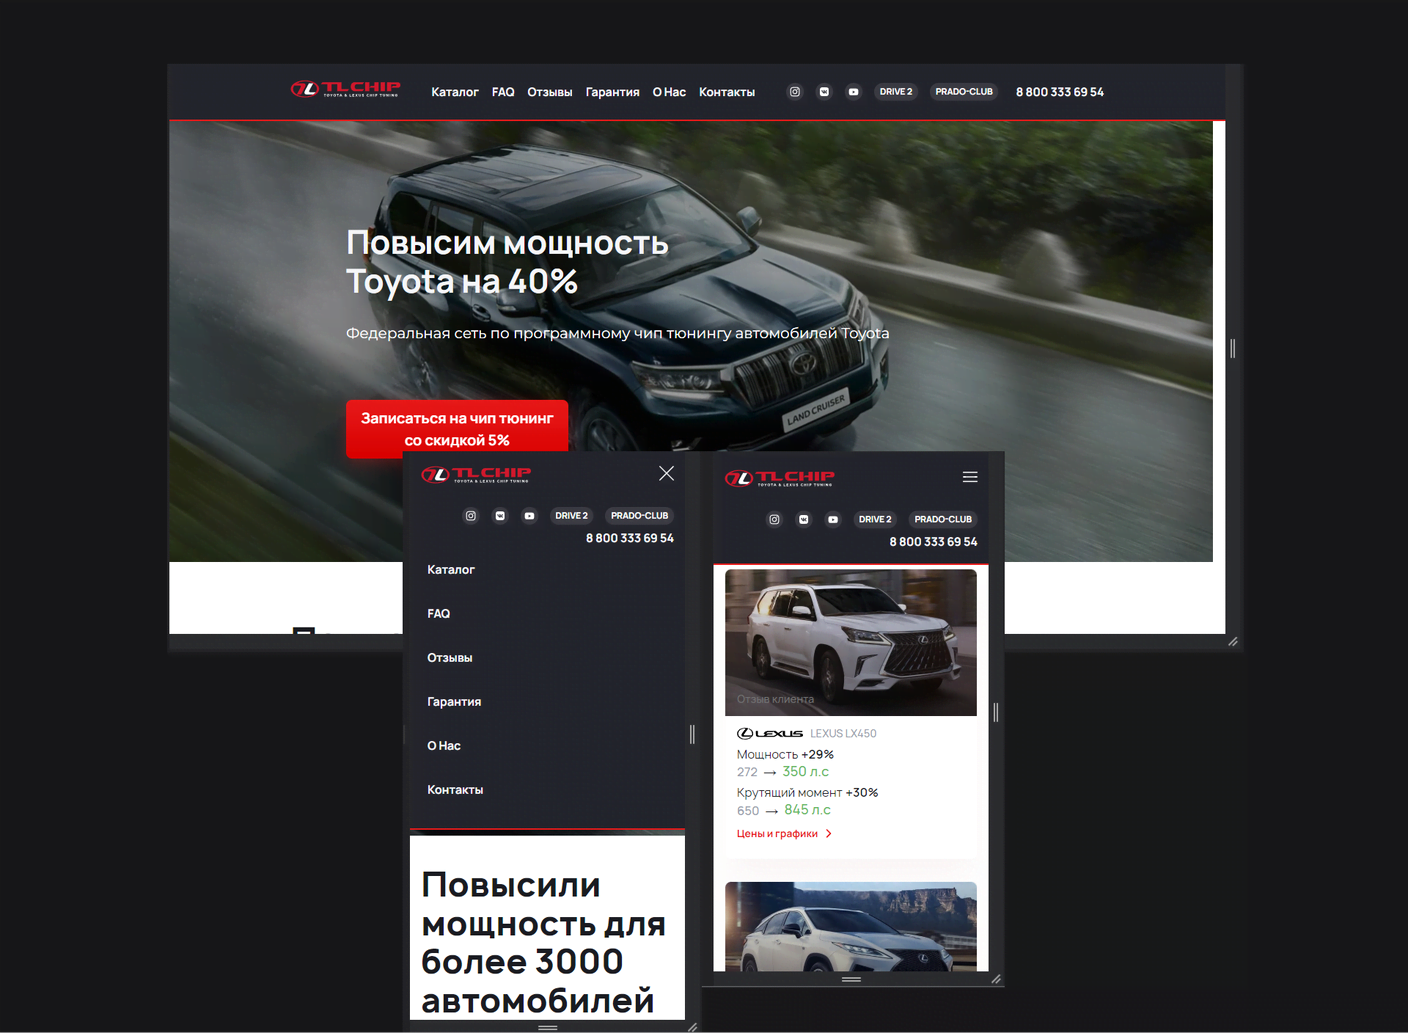 TL CHIP
TOYOTA & LEXUS CHIP TUNING
Каталог FAQ Отзывы Гарантия О Нас Контакты DRIVE 2 PRADO-CLUB 8 800 333 69 54
Повысим мощность
Toyota на 40%
Федеральная сеть по программному чип тюнингу автомобилей Toyota
LAND CRUISER
Записаться на чип тюнинг
со скидкой 5%
TL CHIP
TOYOTA & LEXUS CHIP TUNING
DRIVE 2 PRADO-CLUB
8 800 333 69 54
Каталог
FAQ
Отзывы
Гарантия
О Нас
Контакты
Повысили
мощность для
более 3000
автомобилей
TL CHIP
TOYOTA & LEXUS CHIP TUNING
DRIVE 2 PRADO-CLUB
8 800 333 69 54
Отзыв клиента
LEXUS LEXUS LX450
Мощность +29%
272 → 350 л.с
Крутящий момент +30%
650 → 845 л.с
Цены и графики